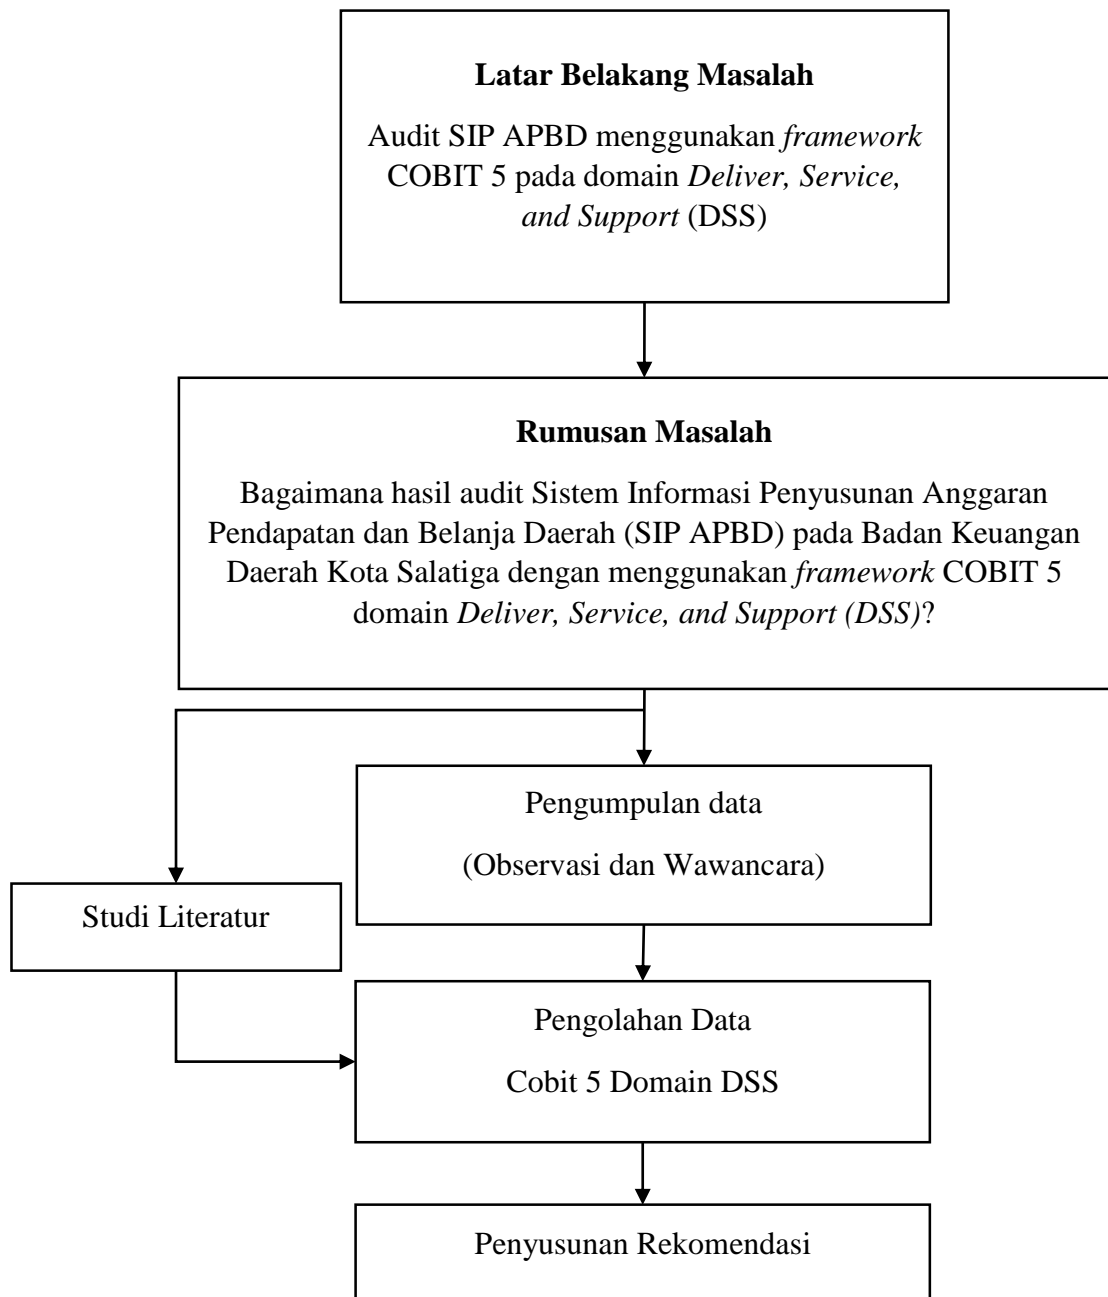 Latar Belakang Masalah
Audit SIP APBD menggunakan framework
COBIT 5 pada domain Deliver, Service,
and Support (DSS)
Rumusan Masalah
Bagaimana hasil audit Sistem Informasi Penyusunan Anggaran
Pendapatan dan Belanja Daerah (SIP APBD) pada Badan Keuangan
Daerah Kota Salatiga dengan menggunakan framework COBIT 5
domain Deliver, Service, and Support (DSS)?
Pengumpulan data
(Observasi dan Wawancara)
Studi Literatur
Pengolahan Data
Cobit 5 Domain DSS
Penyusunan Rekomendasi